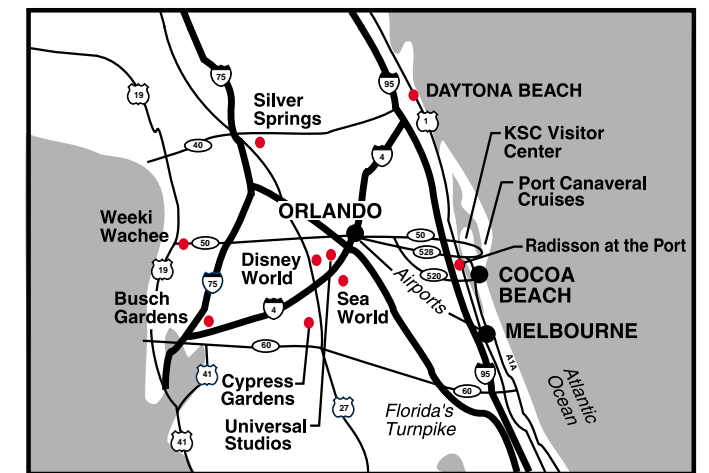 75
95
19
DAYTONA BEACH
Silver
Springs
1
KSC Visitor
Center
40
4
Port Canaveral
Cruises
ORLANDO
Weeki
Wachee
50
50
528
Radisson at the Port
Disney
World
19
75
520
COCOA
BEACH
Airports
Busch
Gardens
4
Sea
World
MELBOURNE
60
A1A
41
Cypress
Gardens
95
60
Atlantic
Ocean
27
Florida's
Turnpike
Universal
Studios
41